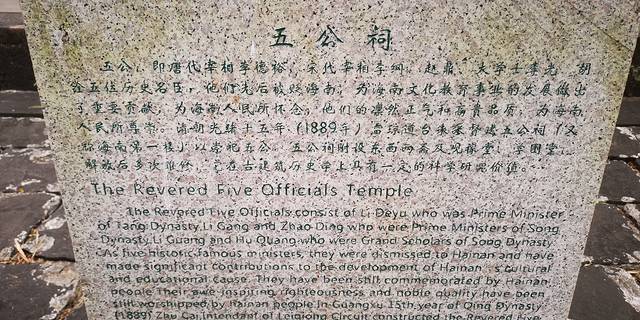 五公祠
五公，即唐代宰相李德裕，宋代宰相李纲、赵鼎，大学士李光、胡
铨五位历史名臣，他们先后被贬海南，为海南文化教育事业的发展做出
了重要贡献，为海南人民所怀念。他们的凛然正气和高贵品质，为海南
人民所尊崇。清朝光绪十五年（1889年），雷琼道台朱采督建五公祠（又
称海南第一楼）以崇祀五公。五公祠附设东西两斋及观稼堂、学圃堂，
解放后多次维修，它在古建筑历史学上具有一定的科学研究价值。
The Revered Five Officials Temple
The Revered Five Officials consist of Li Deyu who was Prime Minister
of Tang Dynasty,Li Gang and Zhao Ding who were Prime Ministers of Song
Dynasty,Li Guang and Hu Quang who were Grand Scholars of Song Dynasty
As five historic famous ministers, they were dismissed to Hainan and have
made significant contributions to the development of Hainan's cultural
and educational cause. They have been still commemorated by Hainan
people Their awe inspiring righteousness and noble quality have been
still worshipped by hainan people In Guangxu 15th year of Qing Dynasty
(1889) Zhu Cai,Intendant of Leiqiong Circuit constructed the Revered Five